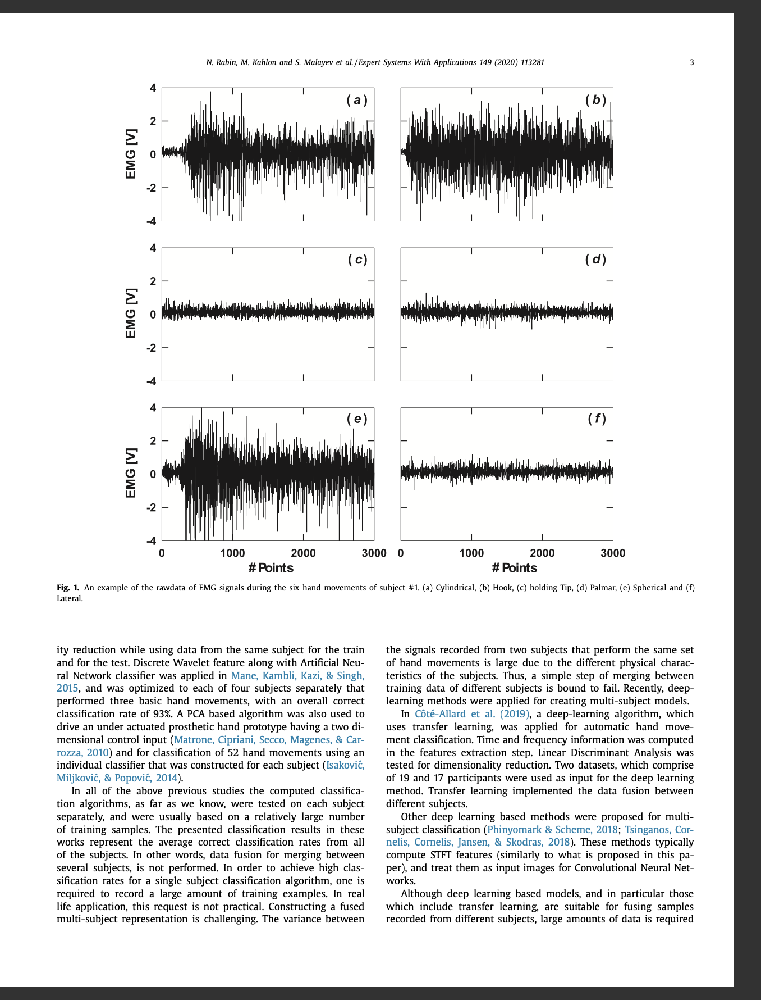 N. Rabin, M. Kahlon and S. Malayev et al. / Expert Systems With Applications 149 (2020) 113281
3
4
2
0
-2
-4
EMG [V]
(a)
(b)
4
2
0
-2
-4
EMG [V]
(c)
(d)
4
2
0
-2
-4
EMG [V]
(e)
(f)
0 1000 2000 3000
0 1000 2000 3000
# Points
# Points
Fig. 1. An example of the rawdata of EMG signals during the six hand movements of subject #1. (a) Cylindrical, (b) Hook, (c) holding Tip, (d) Palmar, (e) Spherical and (f)
Lateral.
ity reduction while using data from the same subject for the train
and for the test. Discrete Wavelet feature along with Artificial Neu-
ral Network classifier was applied in Mane, Kambli, Kazi, & Singh,
2015, and was optimized to each of four subjects separately that
performed three basic hand movements, with an overall correct
classification rate of 93%. A PCA based algorithm was also used to
drive an under actuated prosthetic hand prototype having a two di-
mensional control input (Matrone, Cipriani, Secco, Magenes, & Car-
rozza, 2010) and for classification of 52 hand movements using an
individual classifier that was constructed for each subject (Isaković,
Miljković, & Popović, 2014).
In all of the above previous studies the computed classifica-
tion algorithms, as far as we know, were tested on each subject
separately, and were usually based on a relatively large number
of training samples. The presented classification results in these
works represent the average correct classification rates from all
of the subjects. In other words, data fusion for merging between
several subjects, is not performed. In order to achieve high clas-
sification rates for a single subject classification algorithm, one is
required to record a large amount of training examples. In real
life application, this request is not practical. Constructing a fused
multi-subject representation is challenging. The variance between
the signals recorded from two subjects that perform the same set
of hand movements is large due to the different physical charac-
teristics of the subjects. Thus, a simple step of merging between
training data of different subjects is bound to fail. Recently, deep-
learning methods were applied for creating multi-subject models.
In Côté-Allard et al. (2019), a deep-learning algorithm, which
uses transfer learning, was applied for automatic hand move-
ment classification. Time and frequency information was computed
in the features extraction step. Linear Discriminant Analysis was
tested for dimensionality reduction. Two datasets, which comprise
of 19 and 17 participants were used as input for the deep learning
method. Transfer learning implemented the data fusion between
different subjects.
Other deep learning based methods were proposed for multi-
subject classification (Phinyomark & Scheme, 2018; Tsinganos, Cor-
nelis, Cornelis, Jansen, & Skodras, 2018). These methods typically
compute STFT features (similarly to what is proposed in this pa-
per), and treat them as input images for Convolutional Neural Net-
works.
Although deep learning based models, and in particular those
which include transfer learning, are suitable for fusing samples
recorded from different subjects, large amounts of data is required